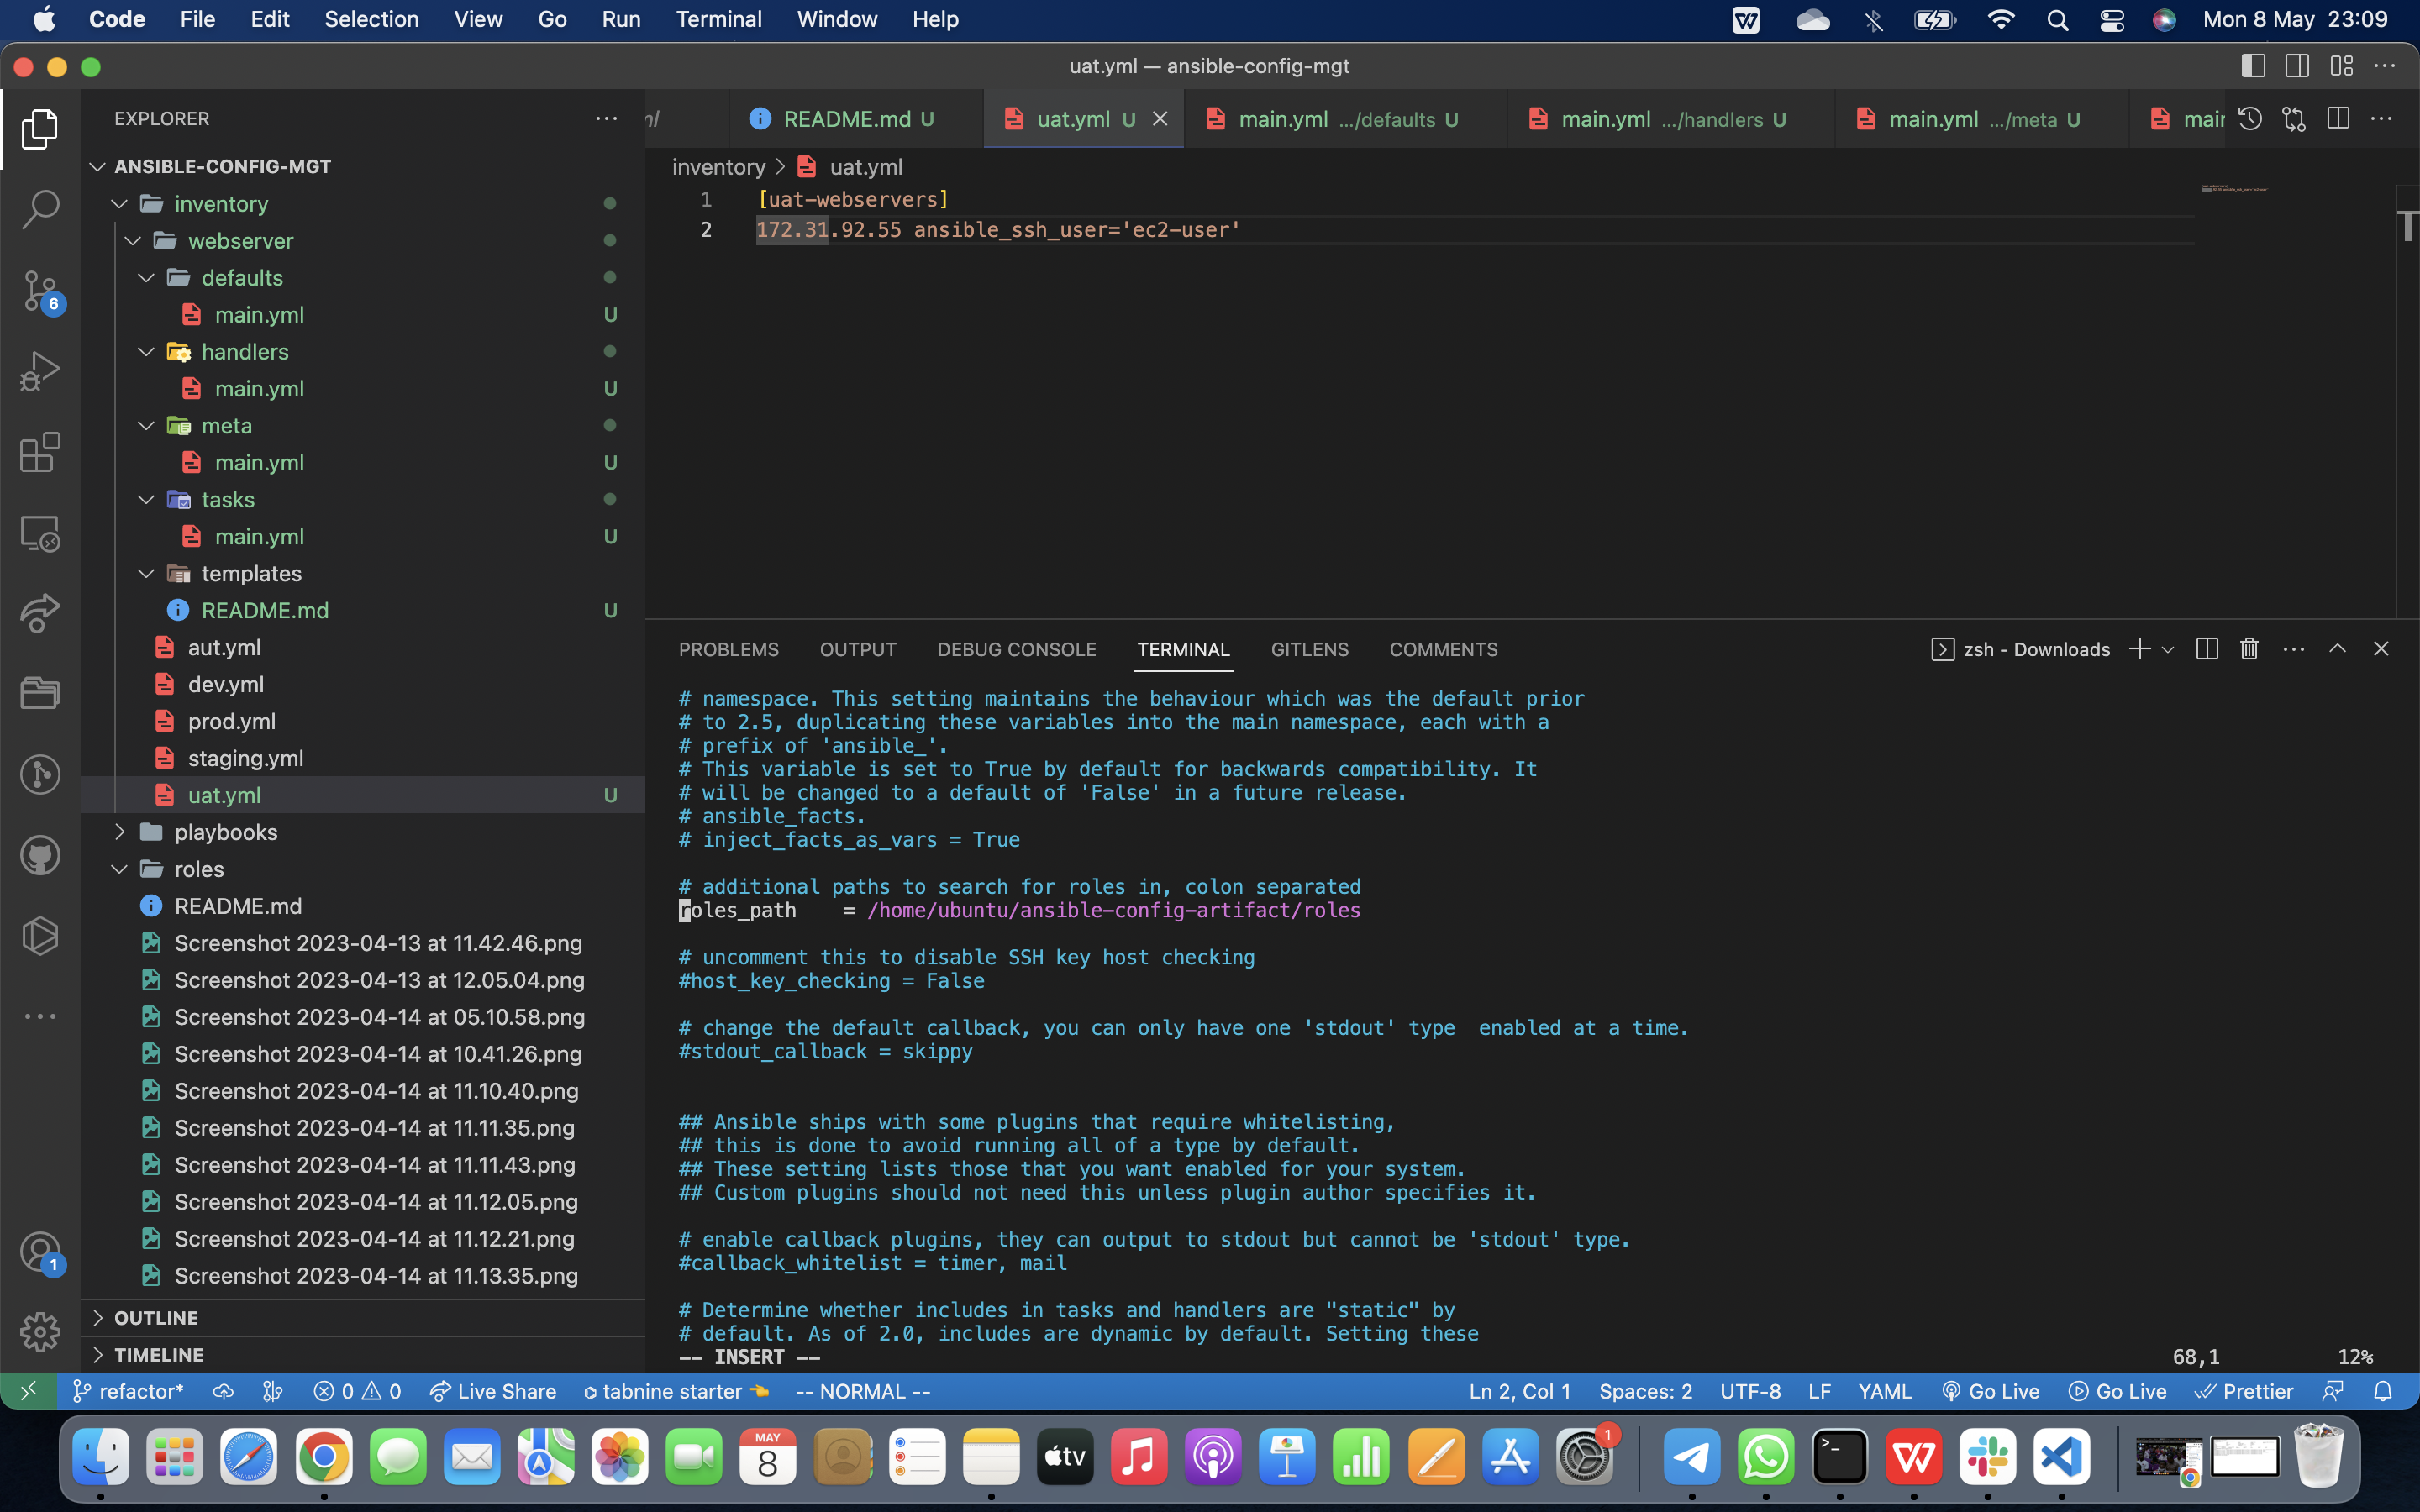 Code File Edit Selection View Go Run Terminal Window Help Mon 8 May 23:09
uat.yml — ansible-config-mgt
EXPLORER
ANSIBLE-CONFIG-MGT
inventory
webserver
defaults
main.yml U
handlers
main.yml U
meta
main.yml U
tasks
main.yml U
templates
README.md U
aut.yml
dev.yml
prod.yml
staging.yml
uat.yml U
playbooks
roles
README.md
Screenshot 2023-04-13 at 11.42.46.png
Screenshot 2023-04-13 at 12.05.04.png
Screenshot 2023-04-14 at 05.10.58.png
Screenshot 2023-04-14 at 10.41.26.png
Screenshot 2023-04-14 at 11.10.40.png
Screenshot 2023-04-14 at 11.11.35.png
Screenshot 2023-04-14 at 11.11.43.png
Screenshot 2023-04-14 at 11.12.05.png
Screenshot 2023-04-14 at 11.12.21.png
Screenshot 2023-04-14 at 11.13.35.png
OUTLINE
TIMELINE
6
1
README.md U uat.yml U main.yml .../defaults U main.yml .../handlers U main.yml .../meta U
inventory > uat.yml
1 [uat-webservers]
2 172.31.92.55 ansible_ssh_user='ec2-user'
PROBLEMS OUTPUT DEBUG CONSOLE TERMINAL GITLENS COMMENTS zsh - Downloads
# namespace. This setting maintains the behaviour which was the default prior
# to 2.5, duplicating these variables into the main namespace, each with a
# prefix of 'ansible_'.
# This variable is set to True by default for backwards compatibility. It
# will be changed to a default of 'False' in a future release.
# ansible_facts.
# inject_facts_as_vars = True
# additional paths to search for roles in, colon separated
roles_path    = /home/ubuntu/ansible-config-artifact/roles
# uncomment this to disable SSH key host checking
#host_key_checking = False
# change the default callback, you can only have one 'stdout' type  enabled at a time.
#stdout_callback = skippy
## Ansible ships with some plugins that require whitelisting,
## this is done to avoid running all of a type by default.
## These setting lists those that you want enabled for your system.
## Custom plugins should not need this unless plugin author specifies it.
# enable callback plugins, they can output to stdout but cannot be 'stdout' type.
#callback_whitelist = timer, mail
# Determine whether includes in tasks and handlers are "static" by
# default. As of 2.0, includes are dynamic by default. Setting these
-- INSERT -- 68,1 12%
refactor* 0 0 Live Share tabnine starter -- NORMAL -- Ln 2, Col 1 Spaces: 2 UTF-8 LF YAML Go Live Go Live Prettier
MAY
8
tv
1